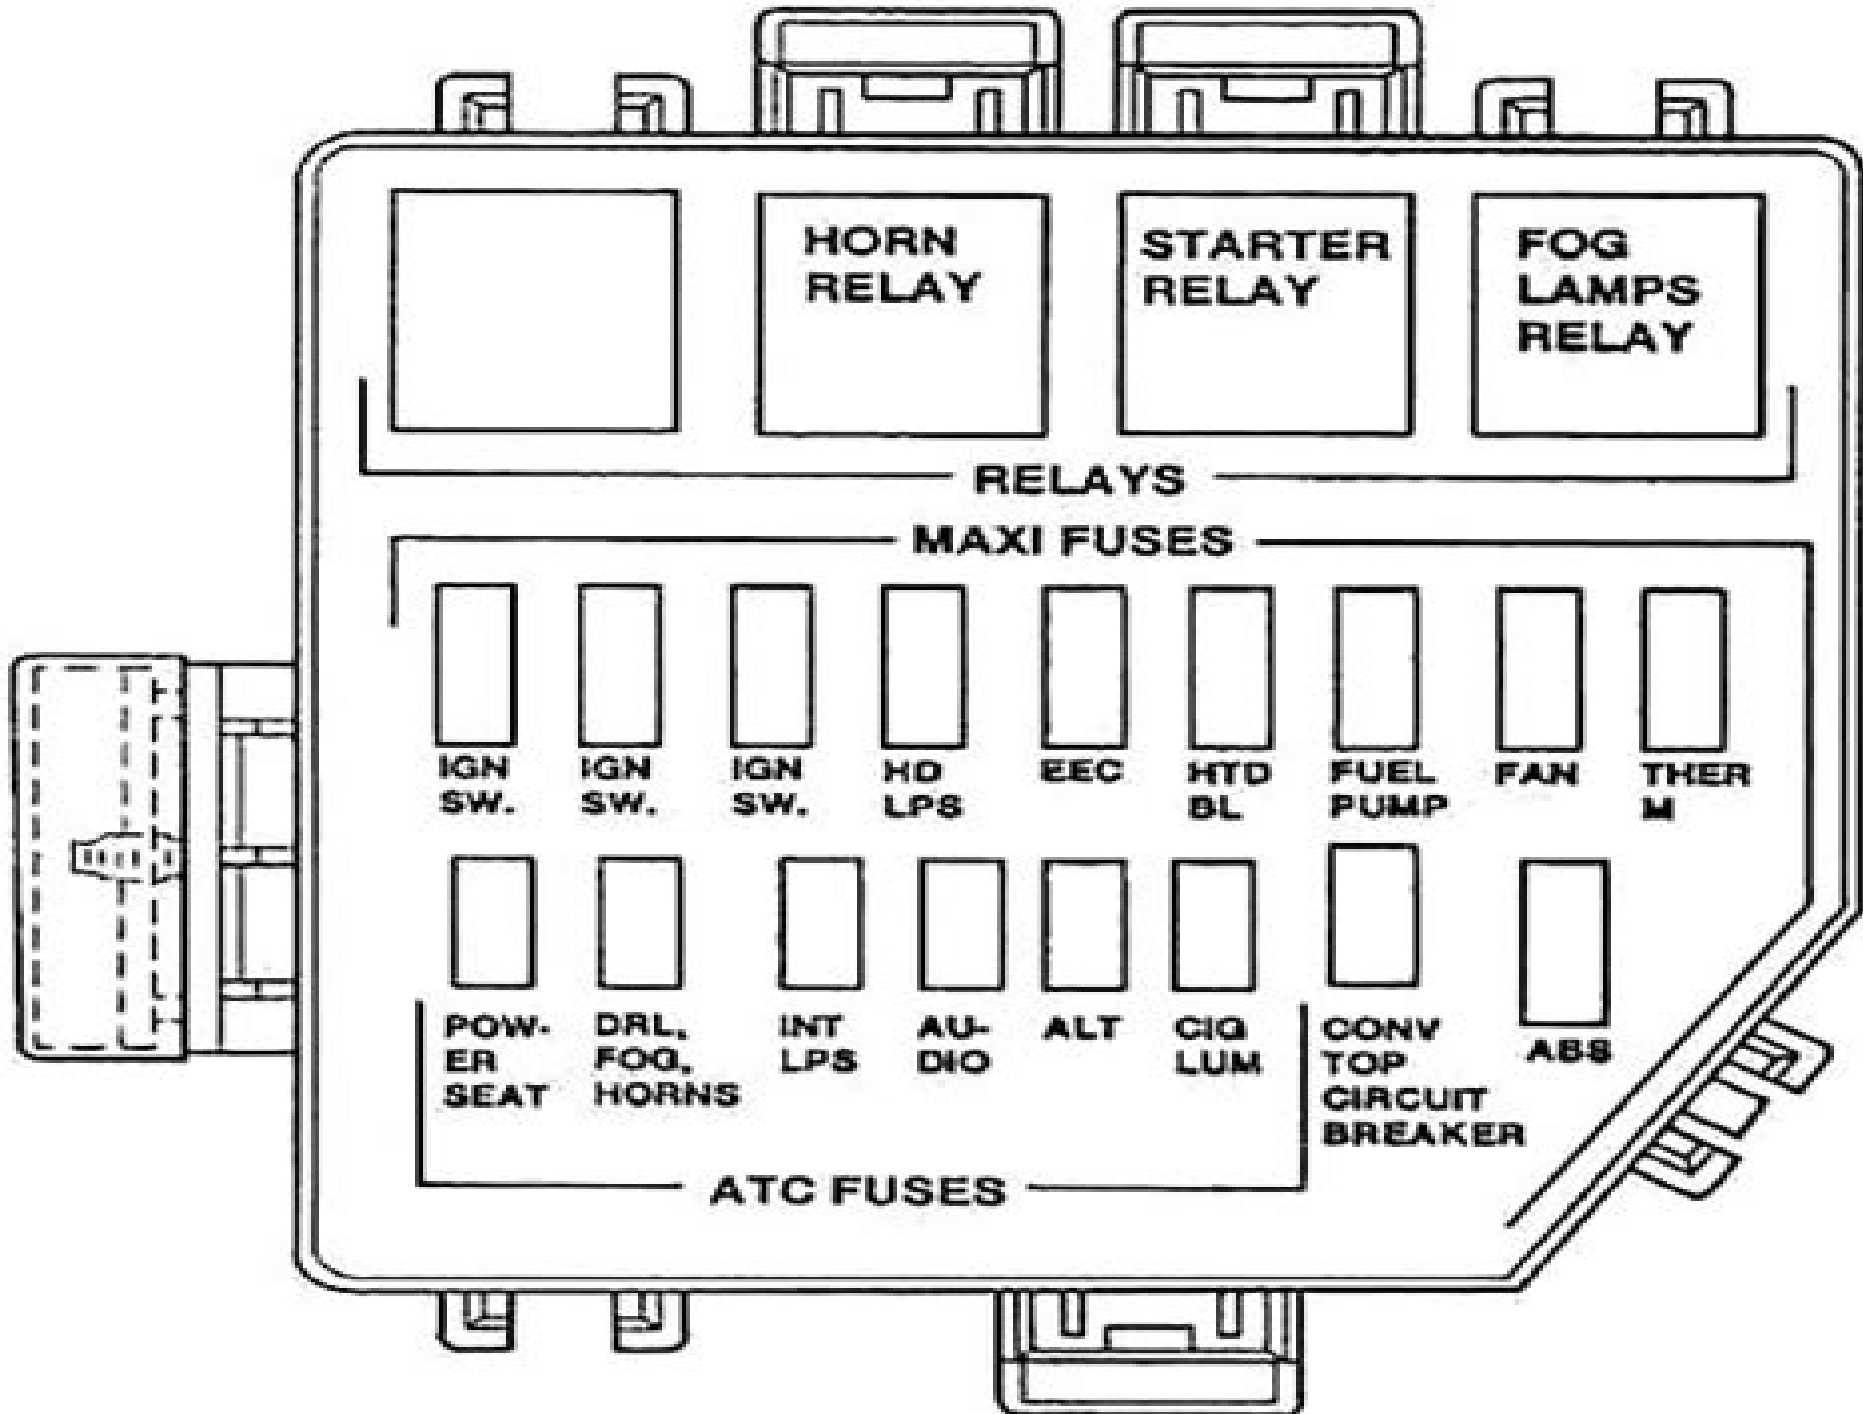 HORN
RELAY
STARTER
RELAY
FOG
LAMPS
RELAY
RELAYS
MAXI FUSES
IGN
SW.
IGN
SW.
IGN
SW.
HD
LPS
EEC
HTD
BL
FUEL
PUMP
FAN
THER
M
POW-
ER
SEAT
DRL,
FOG,
HORNS
INT
LPS
AU-
DIO
ALT
CIG
LUM
CONV
TOP
CIRCUIT
BREAKER
ABS
ATC FUSES